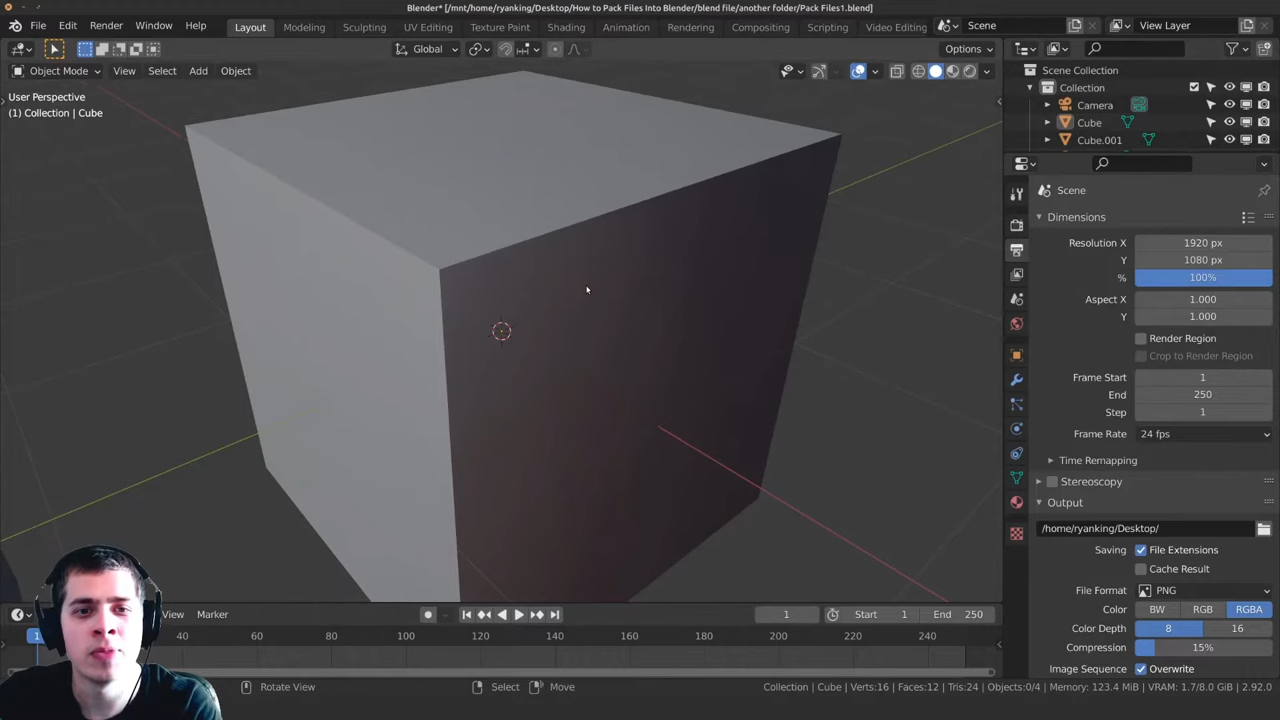 Blender* [/mnt/home/ryanking/Desktop/How to Pack Files Into Blender/blend file/another folder/Pack Files1.blend]
File Edit Render Window Help Layout Modeling Sculpting UV Editing Texture Paint Shading Animation Rendering Compositing Scripting Video Editing Scene View Layer
Global Options
Object Mode View Select Add Object
User Perspective
(1) Collection | Cube
Scene Collection
Collection
Camera
Cube
Cube.001
Scene
Dimensions
Resolution X 1920 px
Y 1080 px
% 100%
Aspect X 1.000
Y 1.000
Render Region
Crop to Render Region
Frame Start 1
End 250
Step 1
Frame Rate 24 fps
Time Remapping
Stereoscopy
Output
/home/ryanking/Desktop/
Saving File Extensions
Cache Result
File Format PNG
Color BW RGB RGBA
Color Depth 8 16
Compression 15%
Image Sequence Overwrite
View Marker 1 Start 1 End 250
1 40 60 80 100 120 140 160 180 200 220 240
Rotate View Select Move Collection | Cube | Verts:16 | Faces:12 | Tris:24 | Objects:0/4 | Memory: 123.4 MiB | VRAM: 1.7/8.0 GiB | 2.92.0